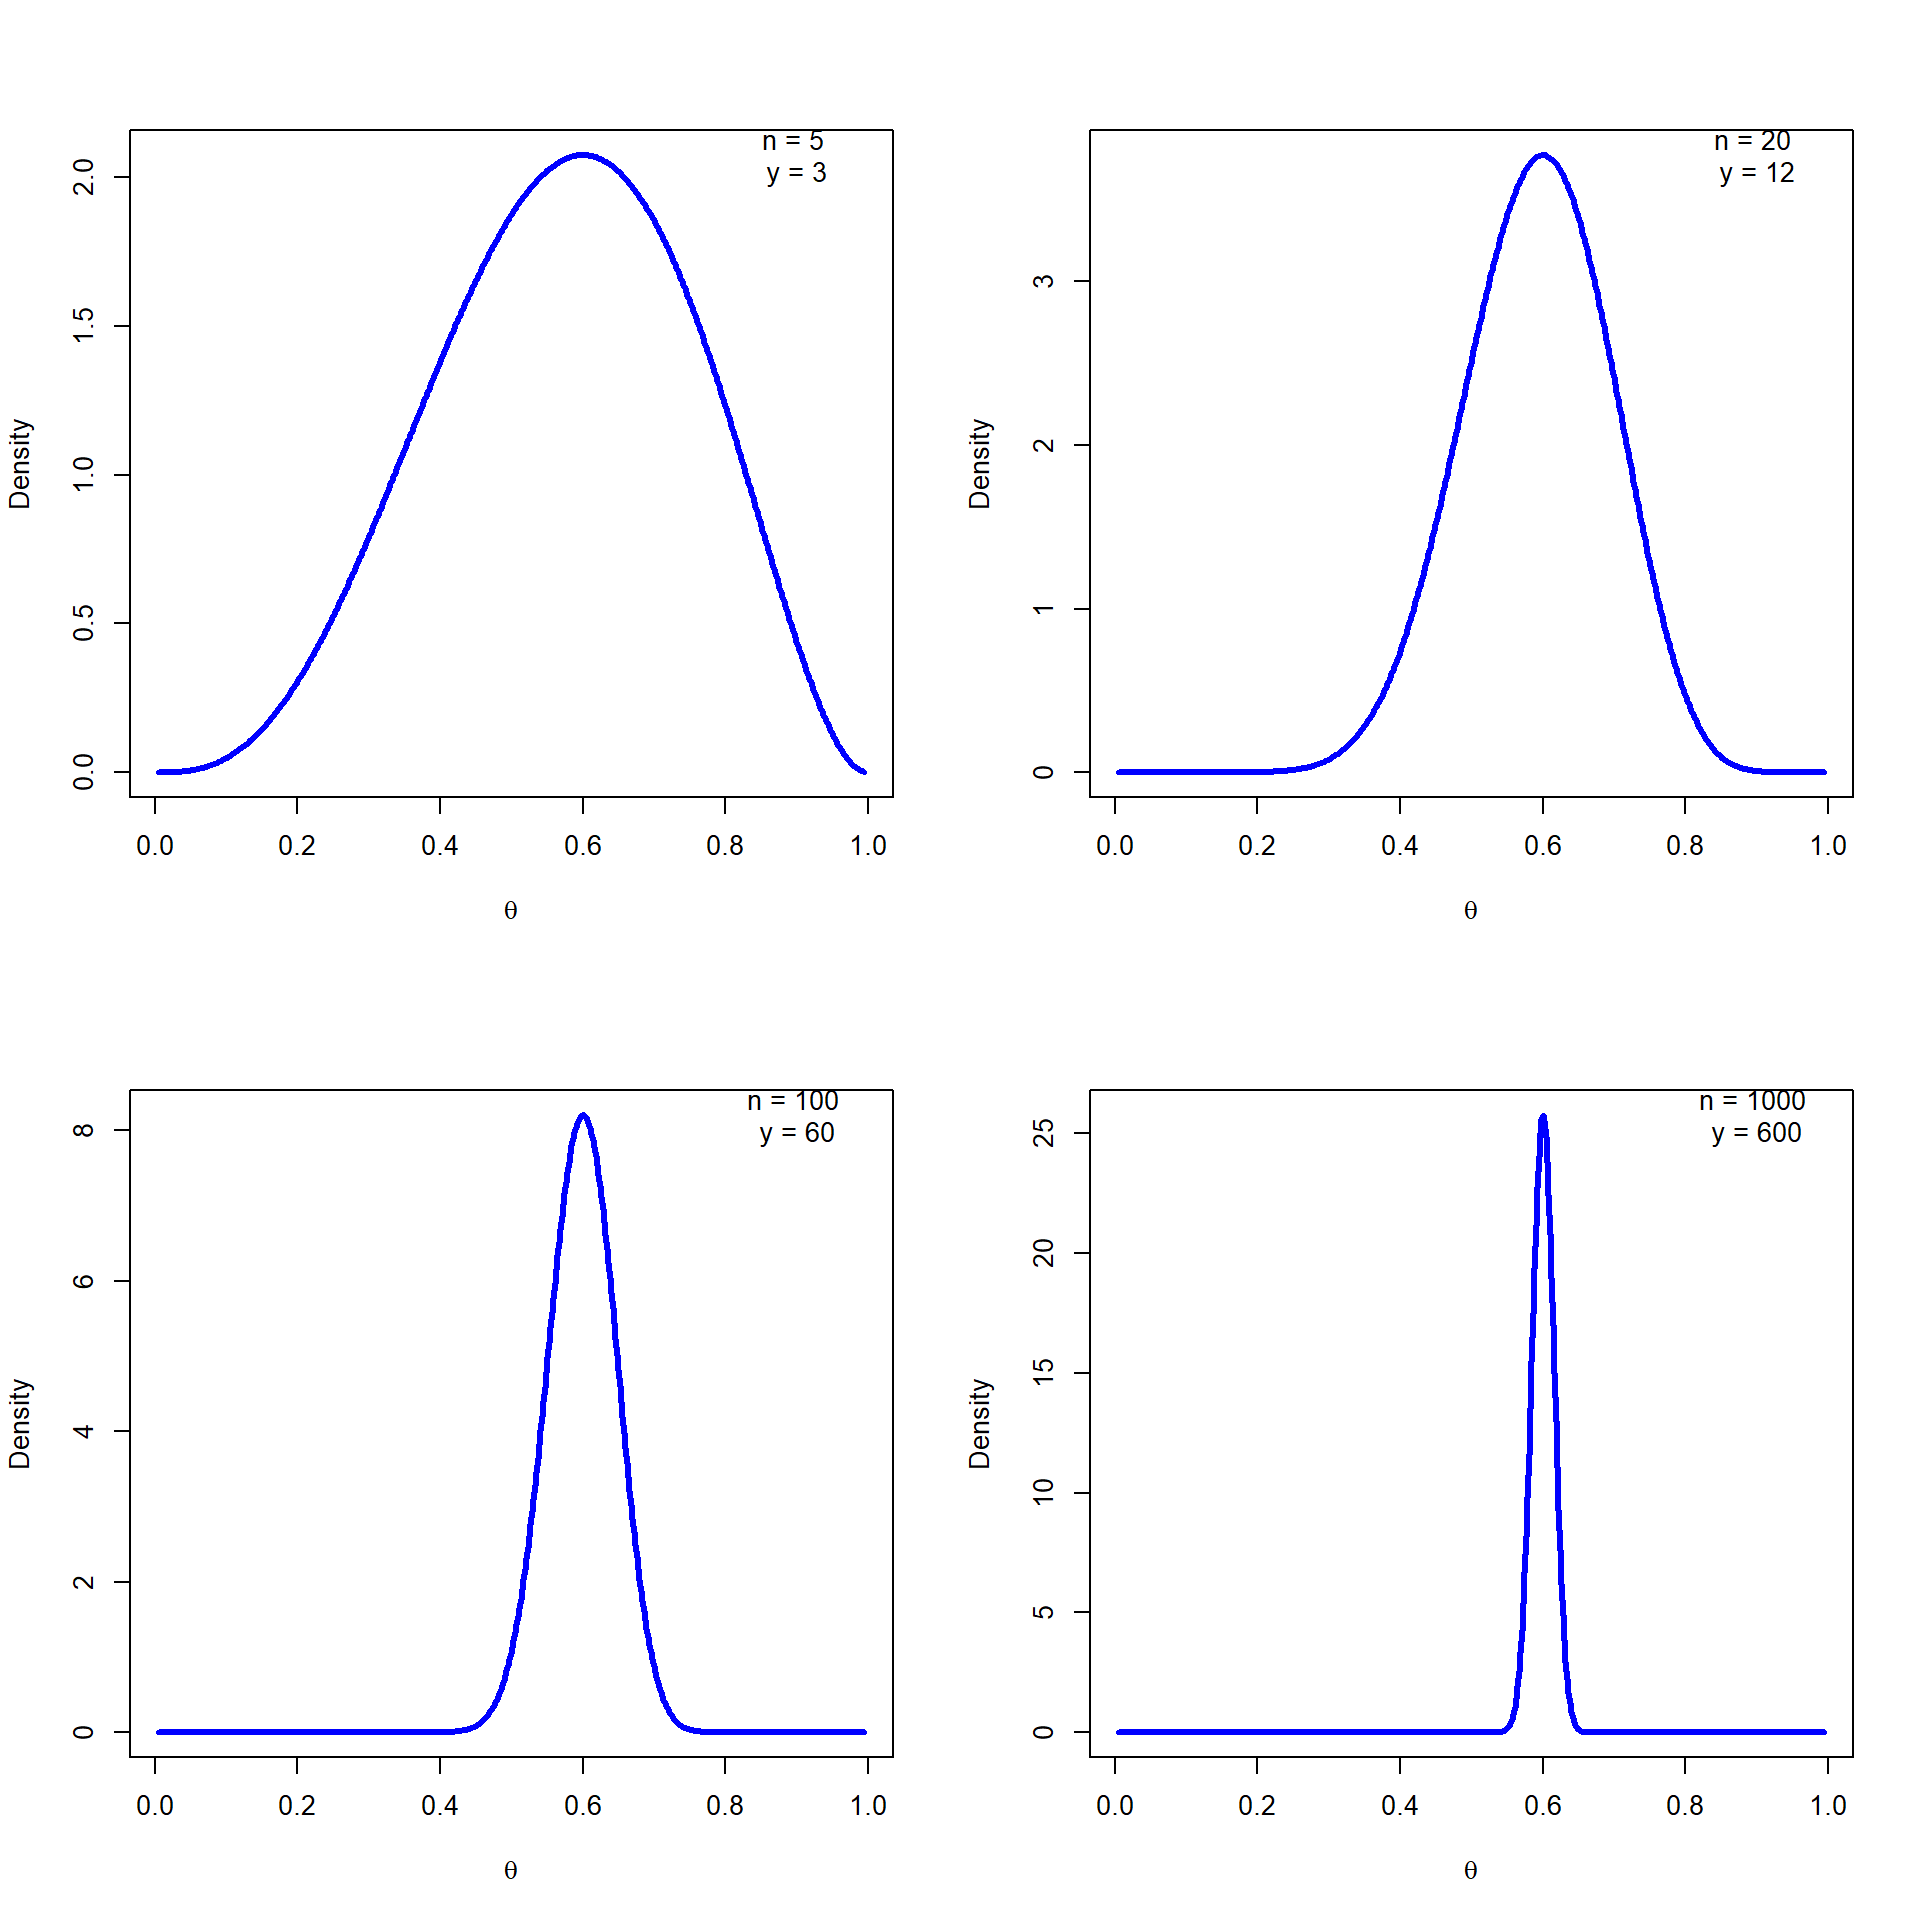 n = 5
y = 3
Density
0.0 0.5 1.0 1.5 2.0
0.0 0.2 0.4 0.6 0.8 1.0
θ
n = 20
y = 12
Density
0 1 2 3
0.0 0.2 0.4 0.6 0.8 1.0
θ
n = 100
y = 60
Density
0 2 4 6 8
0.0 0.2 0.4 0.6 0.8 1.0
θ
n = 1000
y = 600
Density
0 5 10 15 20 25
0.0 0.2 0.4 0.6 0.8 1.0
θ